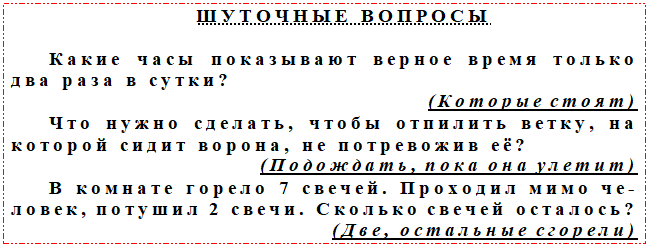 ШУТОЧНЫЕ ВОПРОСЫ
Какие часы показывают верное время только
два раза в сутки?
(Которые стоят)
Что нужно сделать, чтобы отпилить ветку, на
которой сидит ворона, не потревожив её?
(Подождать, пока она улетит)
В комнате горело 7 свечей. Проходил мимо че-
ловек, потушил 2 свечи. Сколько свечей осталось?
(Две, остальные сгорели)